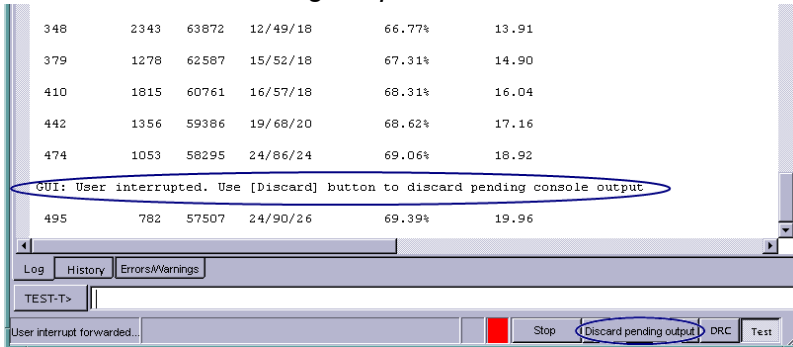 348 2343 63872 12/49/18 66.77% 13.91
379 1278 62587 15/52/18 67.31% 14.90
410 1815 60761 16/57/18 68.31% 16.04
442 1356 59386 19/68/20 68.62% 17.16
474 1053 58295 24/86/24 69.06% 18.92
GUI: User interrupted. Use [Discard] button to discard pending console output
495 782 57507 24/90/26 69.39% 19.96
Log History Errors/Warnings
TEST-T>
User interrupt forwarded... Stop Discard pending output DRC Test